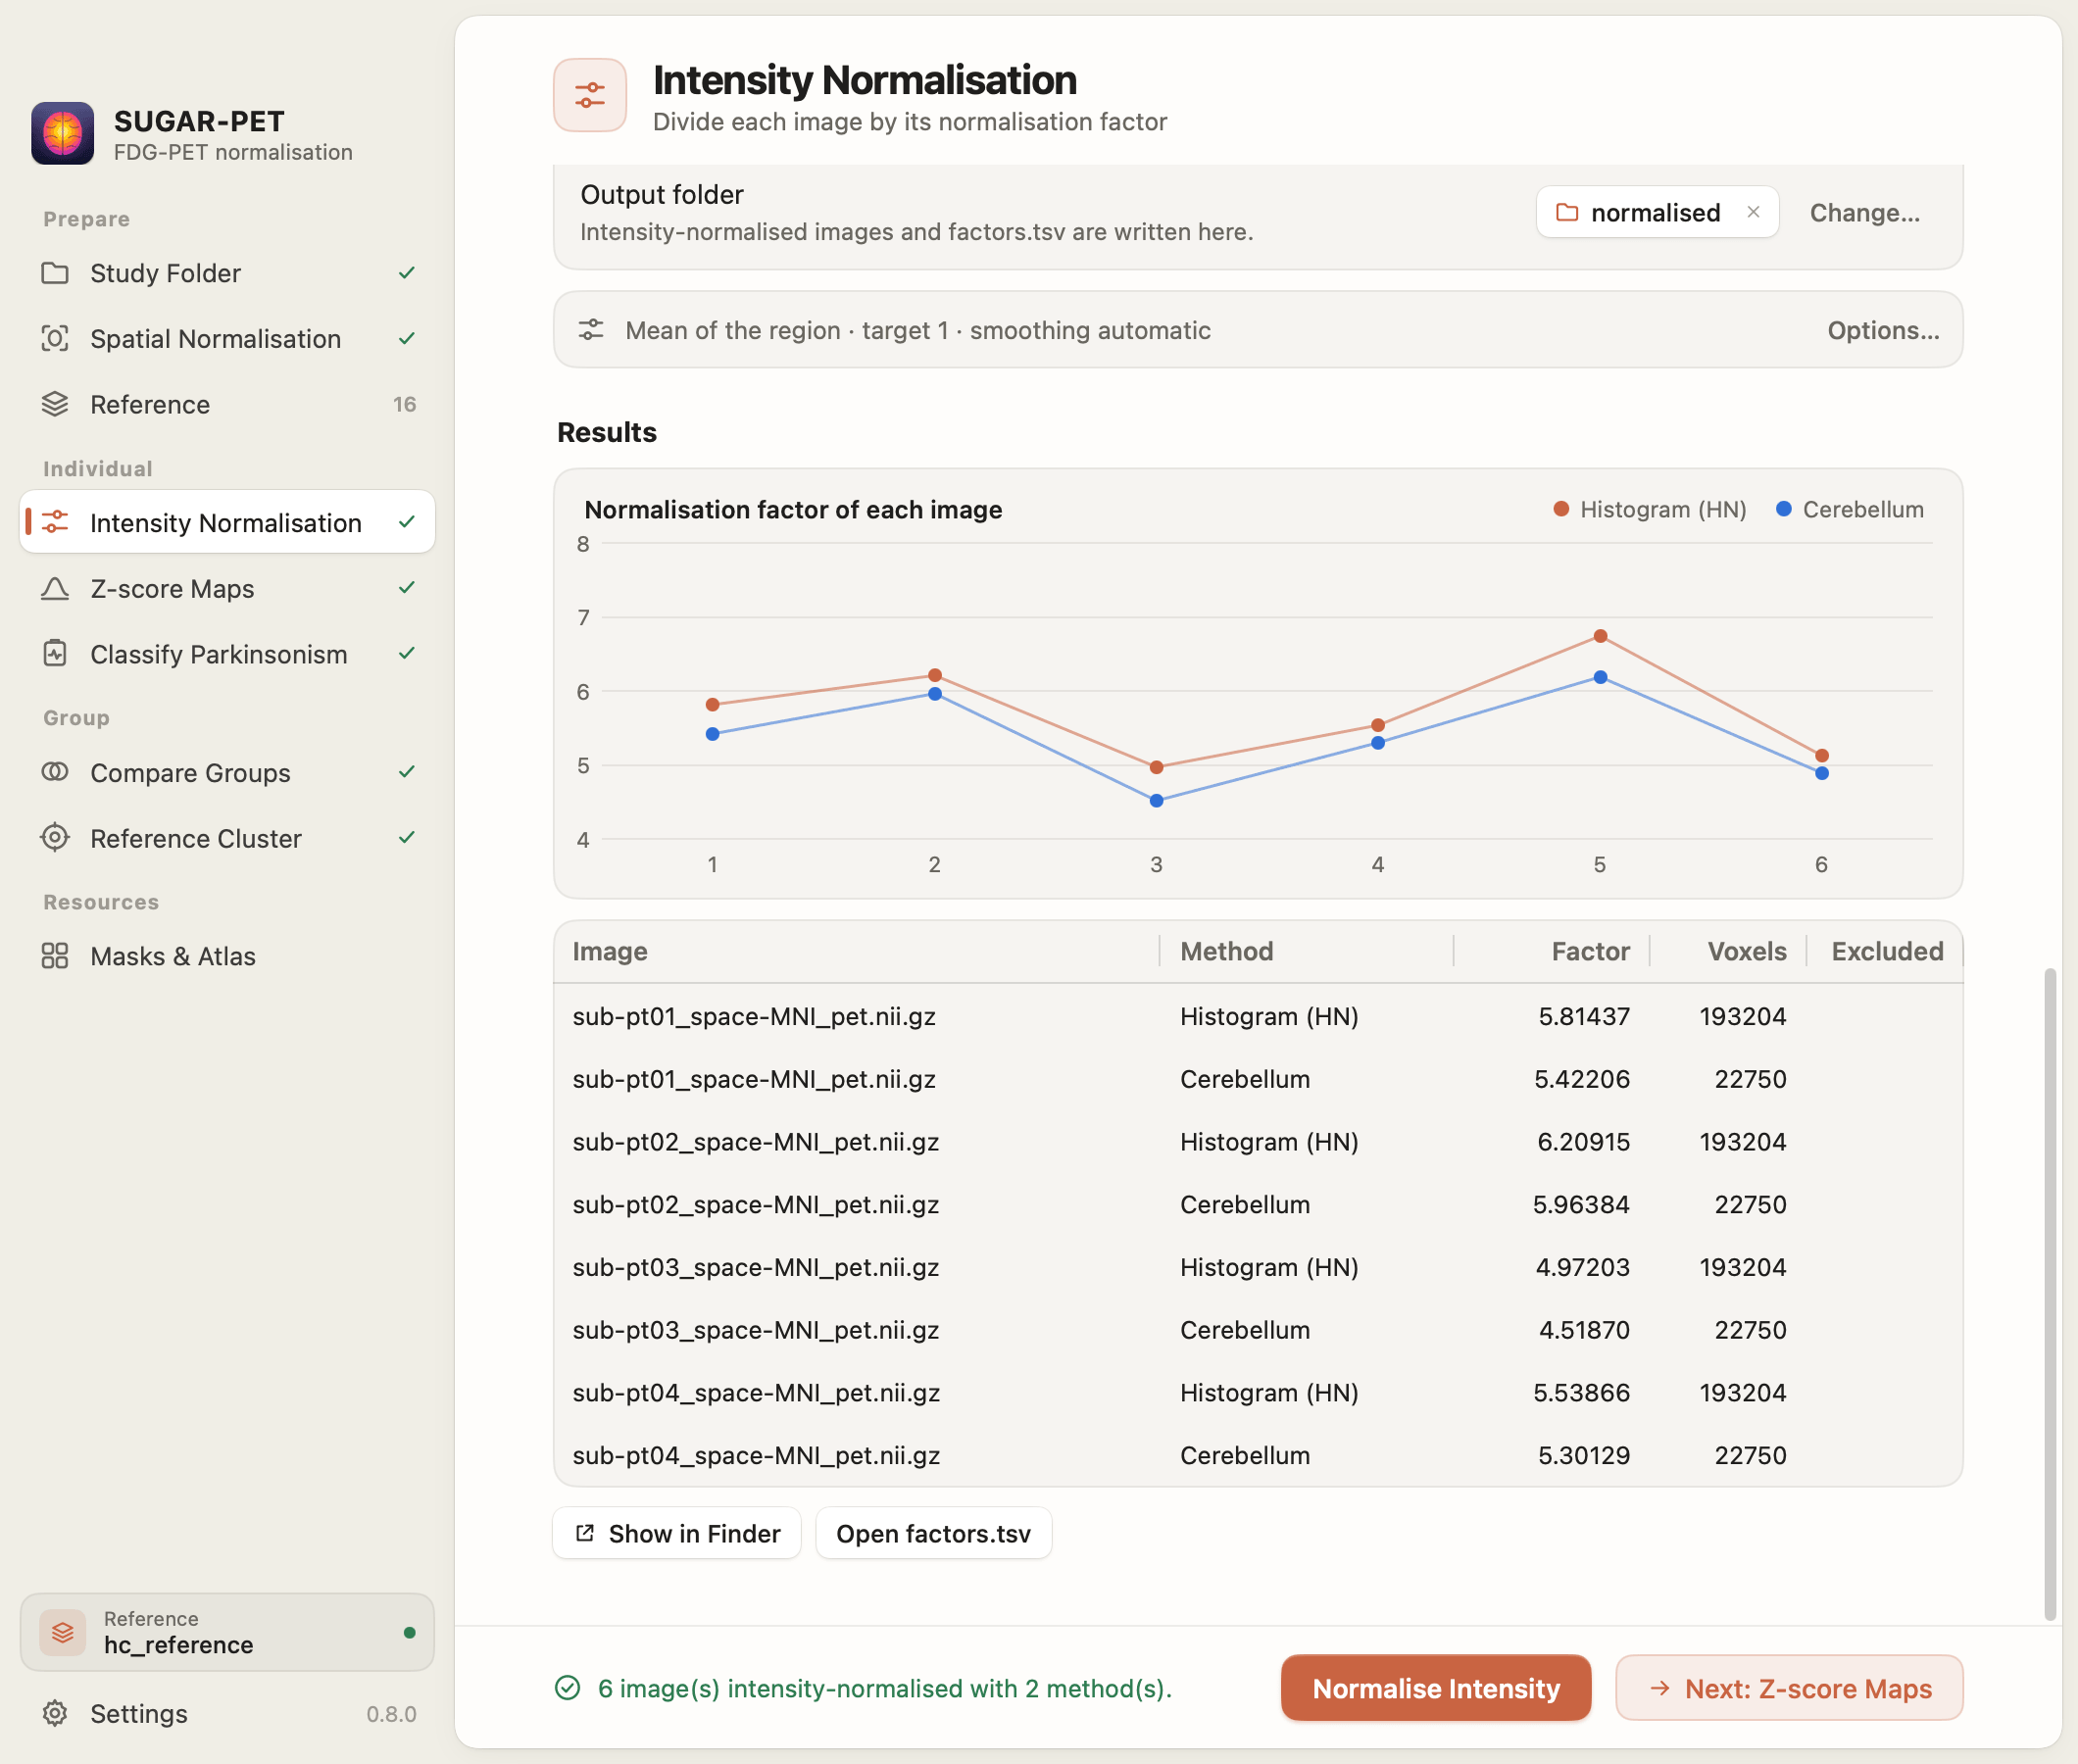 SUGAR-PET
FDG-PET normalisation
Prepare
Study Folder
Spatial Normalisation
Reference 16
Individual
Intensity Normalisation
Z-score Maps
Classify Parkinsonism
Group
Compare Groups
Reference Cluster
Resources
Masks & Atlas
Reference
hc_reference
Settings 0.8.0
Intensity Normalisation
Divide each image by its normalisation factor
Output folder
Intensity-normalised images and factors.tsv are written here.
normalised × Change...
Mean of the region · target 1 · smoothing automatic Options...
Results
Normalisation factor of each image Histogram (HN) Cerebellum
8
7
6
5
4
1 2 3 4 5 6
Image Method Factor Voxels Excluded
sub-pt01_space-MNI_pet.nii.gz Histogram (HN) 5.81437 193204
sub-pt01_space-MNI_pet.nii.gz Cerebellum 5.42206 22750
sub-pt02_space-MNI_pet.nii.gz Histogram (HN) 6.20915 193204
sub-pt02_space-MNI_pet.nii.gz Cerebellum 5.96384 22750
sub-pt03_space-MNI_pet.nii.gz Histogram (HN) 4.97203 193204
sub-pt03_space-MNI_pet.nii.gz Cerebellum 4.51870 22750
sub-pt04_space-MNI_pet.nii.gz Histogram (HN) 5.53866 193204
sub-pt04_space-MNI_pet.nii.gz Cerebellum 5.30129 22750
Show in Finder Open factors.tsv
6 image(s) intensity-normalised with 2 method(s). Normalise Intensity → Next: Z-score Maps